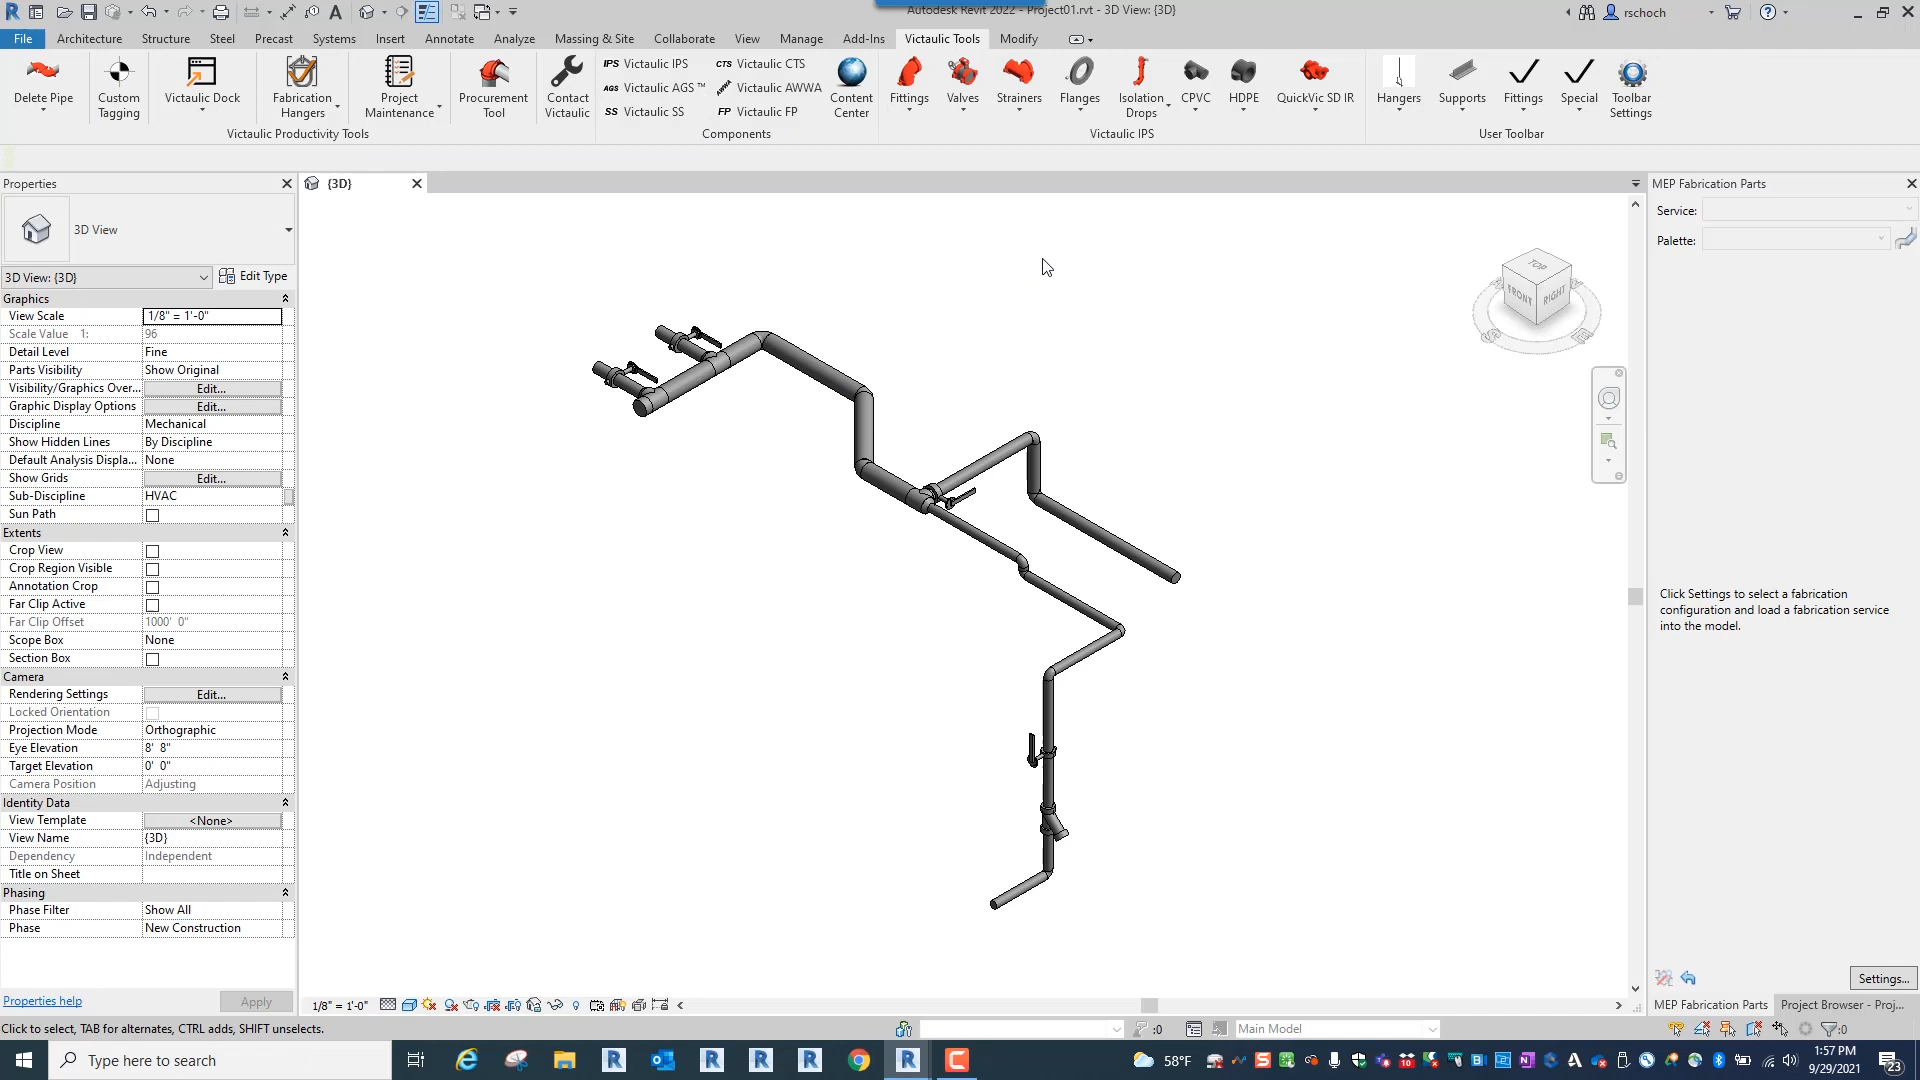 Autodesk Revit 2022 - Project01.rvt - 3D View: {3D}
rschoch
File Architecture Structure Steel Precast Systems Insert Annotate Analyze Massing & Site Collaborate View Manage Add-Ins Victaulic Tools Modify
Delete Pipe
Custom Tagging
Victaulic Dock
Fabrication Hangers
Project Maintenance
Procurement Tool
Contact Victaulic
Victaulic Productivity Tools
IPS Victaulic IPS
CTS Victaulic CTS
AGS Victaulic AGS™
Victaulic AWWA
SS Victaulic SS
FP Victaulic FP
Content Center
Components
Fittings
Valves
Strainers
Flanges
Isolation Drops
CPVC
HDPE
QuickVic SD IR
Victaulic IPS
Hangers
Supports
Fittings
Special
Toolbar Settings
User Toolbar
Properties
3D View
3D View: {3D}
Edit Type
Graphics
View Scale 1/8" = 1'-0"
Scale Value 1: 96
Detail Level Fine
Parts Visibility Show Original
Visibility/Graphics Over... Edit...
Graphic Display Options Edit...
Discipline Mechanical
Show Hidden Lines By Discipline
Default Analysis Displa... None
Show Grids Edit...
Sub-Discipline HVAC
Sun Path
Extents
Crop View
Crop Region Visible
Annotation Crop
Far Clip Active
Far Clip Offset 1000' 0"
Scope Box None
Section Box
Camera
Rendering Settings Edit...
Locked Orientation
Projection Mode Orthographic
Eye Elevation 8' 8"
Target Elevation 0' 0"
Camera Position Adjusting
Identity Data
View Template <None>
View Name {3D}
Dependency Independent
Title on Sheet
Phasing
Phase Filter Show All
Phase New Construction
Properties help
Apply
{3D}
TOP
FRONT
RIGHT
S
E
1/8" = 1'-0"
MEP Fabrication Parts
Service:
Palette:
Click Settings to select a fabrication
configuration and load a fabrication service
into the model.
Settings...
MEP Fabrication Parts Project Browser - Proj...
Click to select, TAB for alternates, CTRL adds, SHIFT unselects.
:0
Main Model
:0
Type here to search
58°F
1:57 PM
9/29/2021
23